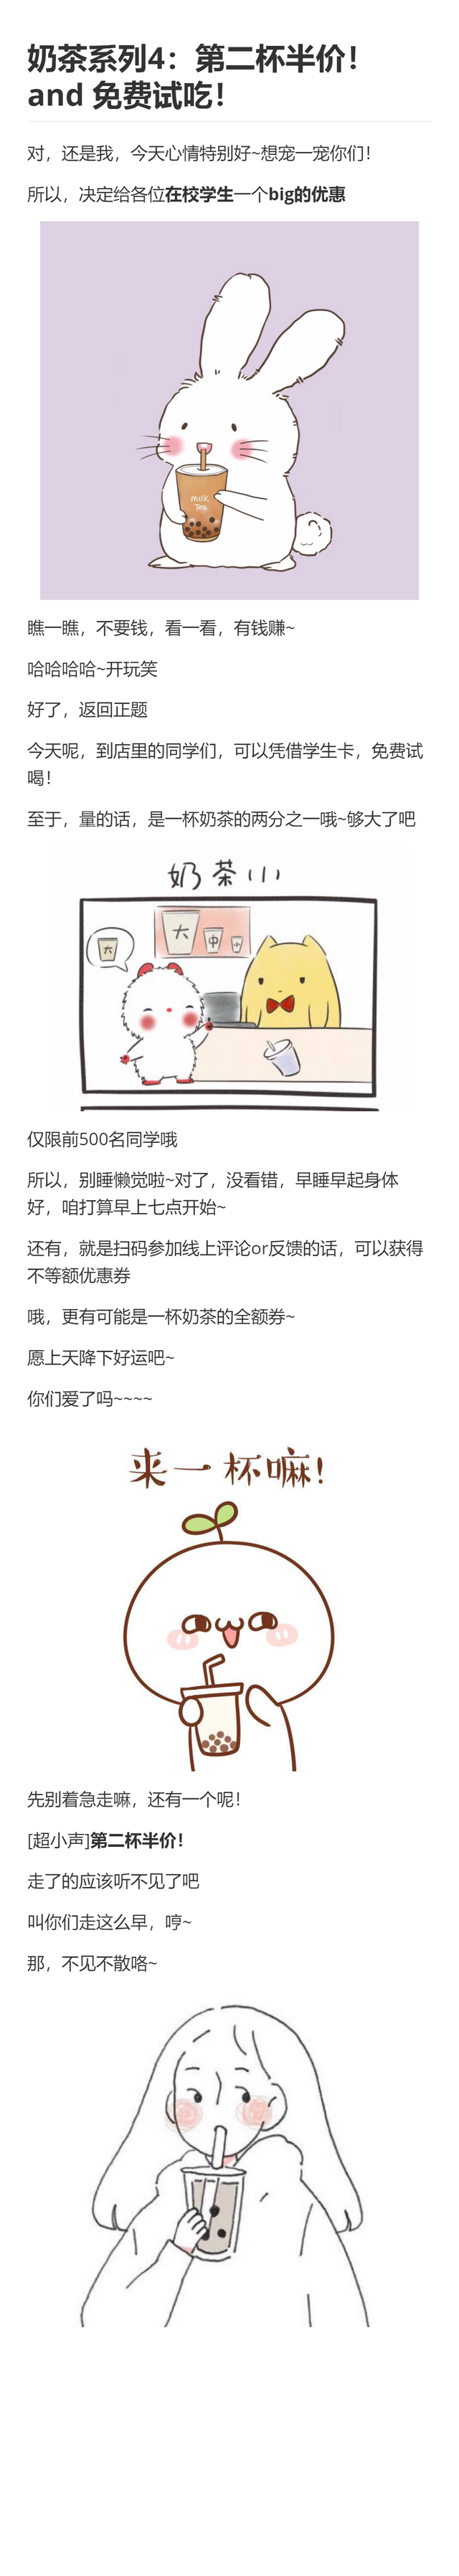 奶茶系列4：第二杯半价！
and 免费试吃！
对，还是我，今天心情特别好~想宠一宠你们！
所以，决定给各位在校学生一个big的优惠
milk
Tea
瞧一瞧，不要钱，看一看，有钱赚~
哈哈哈哈~开玩笑
好了，返回正题
今天呢，到店里的同学们，可以凭借学生卡，免费试
喝！
至于，量的话，是一杯奶茶的两分之一哦~够大了吧
奶茶(1)
大
大
中
小
仅限前500名同学哦
所以，别睡懒觉啦~对了，没看错，早睡早起身体
好，咱打算早上七点开始~
还有，就是扫码参加线上评论or反馈的话，可以获得
不等额优惠券
哦，更有可能是一杯奶茶的全额券~
愿上天降下好运吧~
你们爱了吗~~~~
来一杯嘛！
先别着急走嘛，还有一个呢！
[超小声]第二杯半价！
走了的应该听不见了吧
叫你们走这么早，哼~
那，不见不散咯~